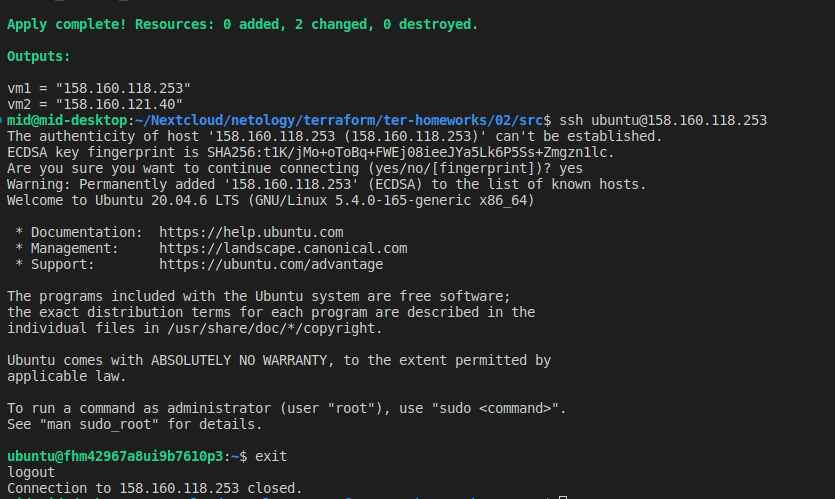 Apply complete! Resources: 0 added, 2 changed, 0 destroyed.
Outputs:
vm1 = "158.160.118.253"
vm2 = "158.160.121.40"
mid@mid-desktop:~/Nextcloud/netology/terraform/ter-homeworks/02/src$ ssh ubuntu@158.160.118.253
The authenticity of host '158.160.118.253 (158.160.118.253)' can't be established.
ECDSA key fingerprint is SHA256:t1K/jMo+oToBq+FWEj08ieeJYa5Lk6P5Ss+Zmgzn1lc.
Are you sure you want to continue connecting (yes/no/[fingerprint])? yes
Warning: Permanently added '158.160.118.253' (ECDSA) to the list of known hosts.
Welcome to Ubuntu 20.04.6 LTS (GNU/Linux 5.4.0-165-generic x86_64)
* Documentation:  https://help.ubuntu.com
* Management:     https://landscape.canonical.com
* Support:        https://ubuntu.com/advantage
The programs included with the Ubuntu system are free software;
the exact distribution terms for each program are described in the
individual files in /usr/share/doc/*/copyright.
Ubuntu comes with ABSOLUTELY NO WARRANTY, to the extent permitted by
applicable law.
To run a command as administrator (user "root"), use "sudo <command>".
See "man sudo_root" for details.
ubuntu@fhm42967a8ui9b7610p3:~$ exit
logout
Connection to 158.160.118.253 closed.